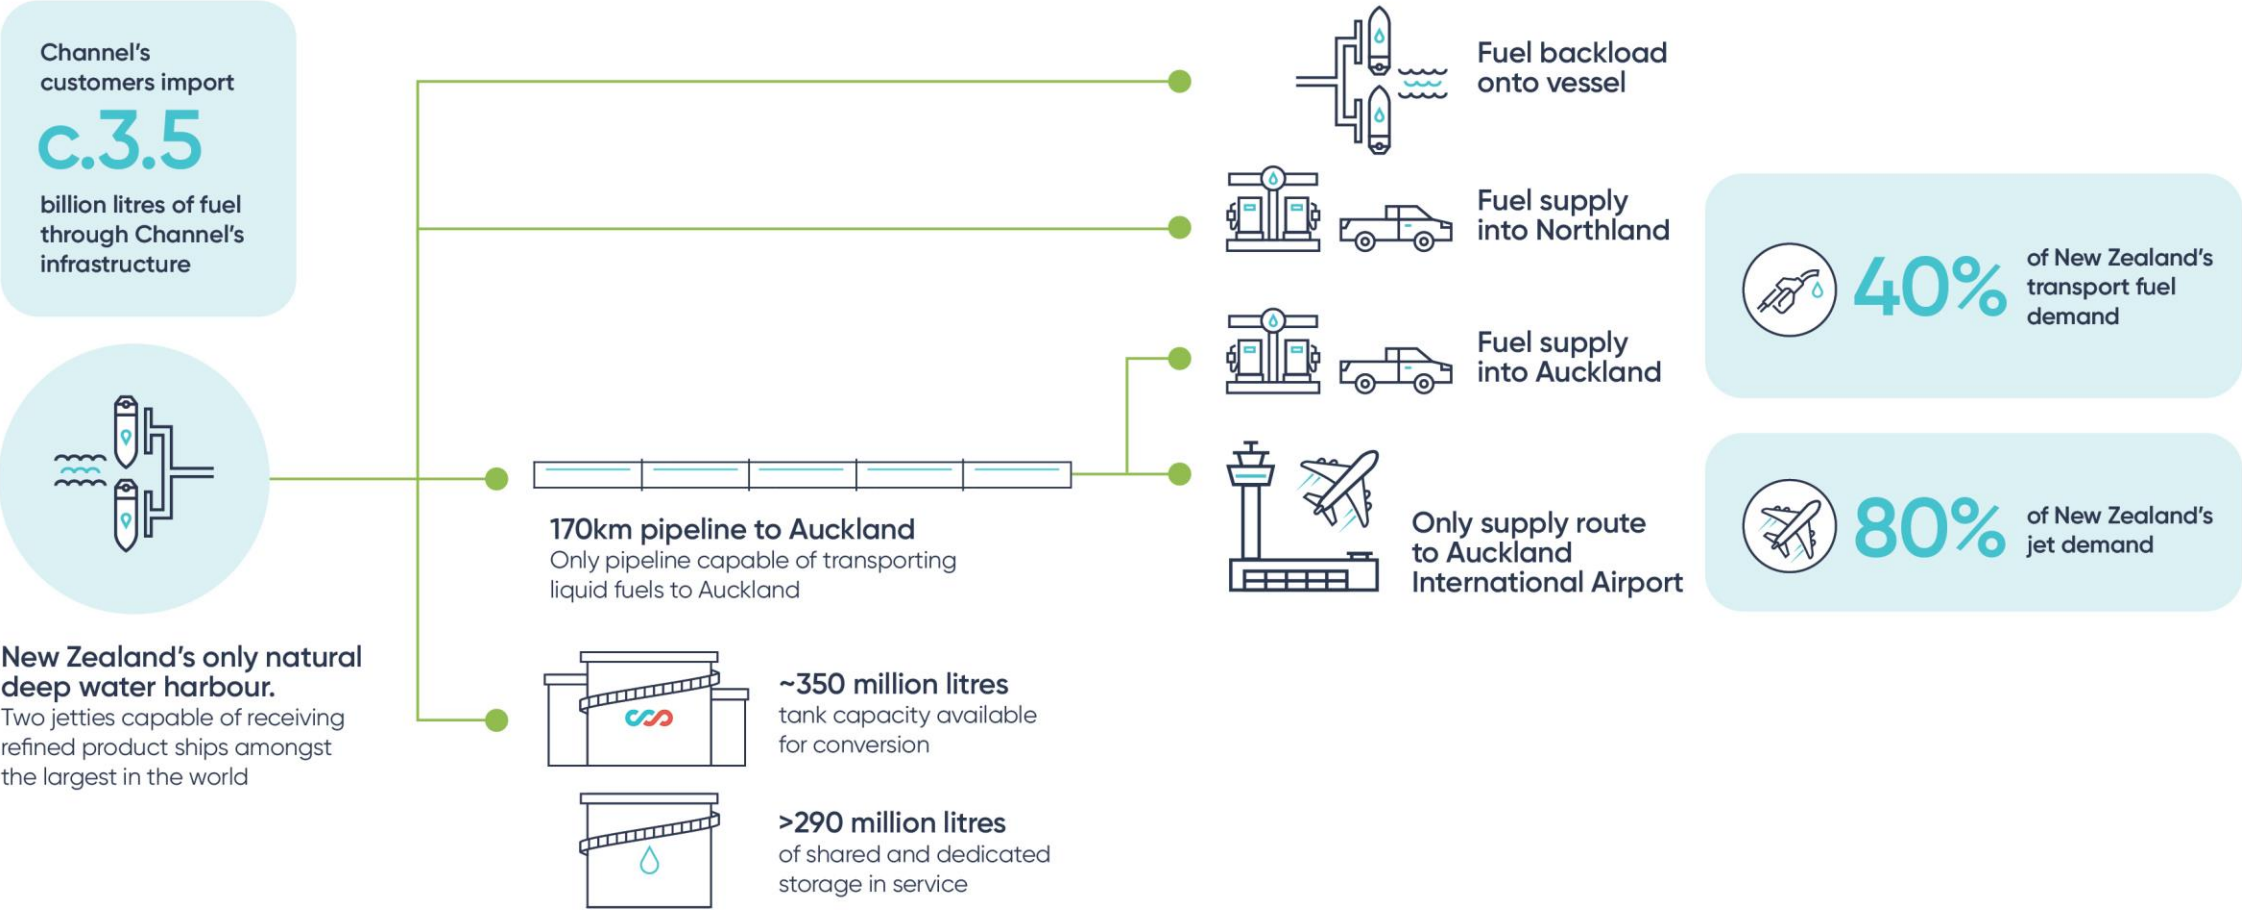 Channel's
customers import
c.3.5
billion litres of fuel
through Channel's
infrastructure
New Zealand's only natural
deep water harbour.
Two jetties capable of receiving
refined product ships amongst
the largest in the world
170km pipeline to Auckland
Only pipeline capable of transporting
liquid fuels to Auckland
~350 million litres
tank capacity available
for conversion
>290 million litres
of shared and dedicated
storage in service
Fuel backload
onto vessel
Fuel supply
into Northland
Fuel supply
into Auckland
Only supply route
to Auckland
International Airport
40%
of New Zealand's
transport fuel
demand
80%
of New Zealand's
jet demand